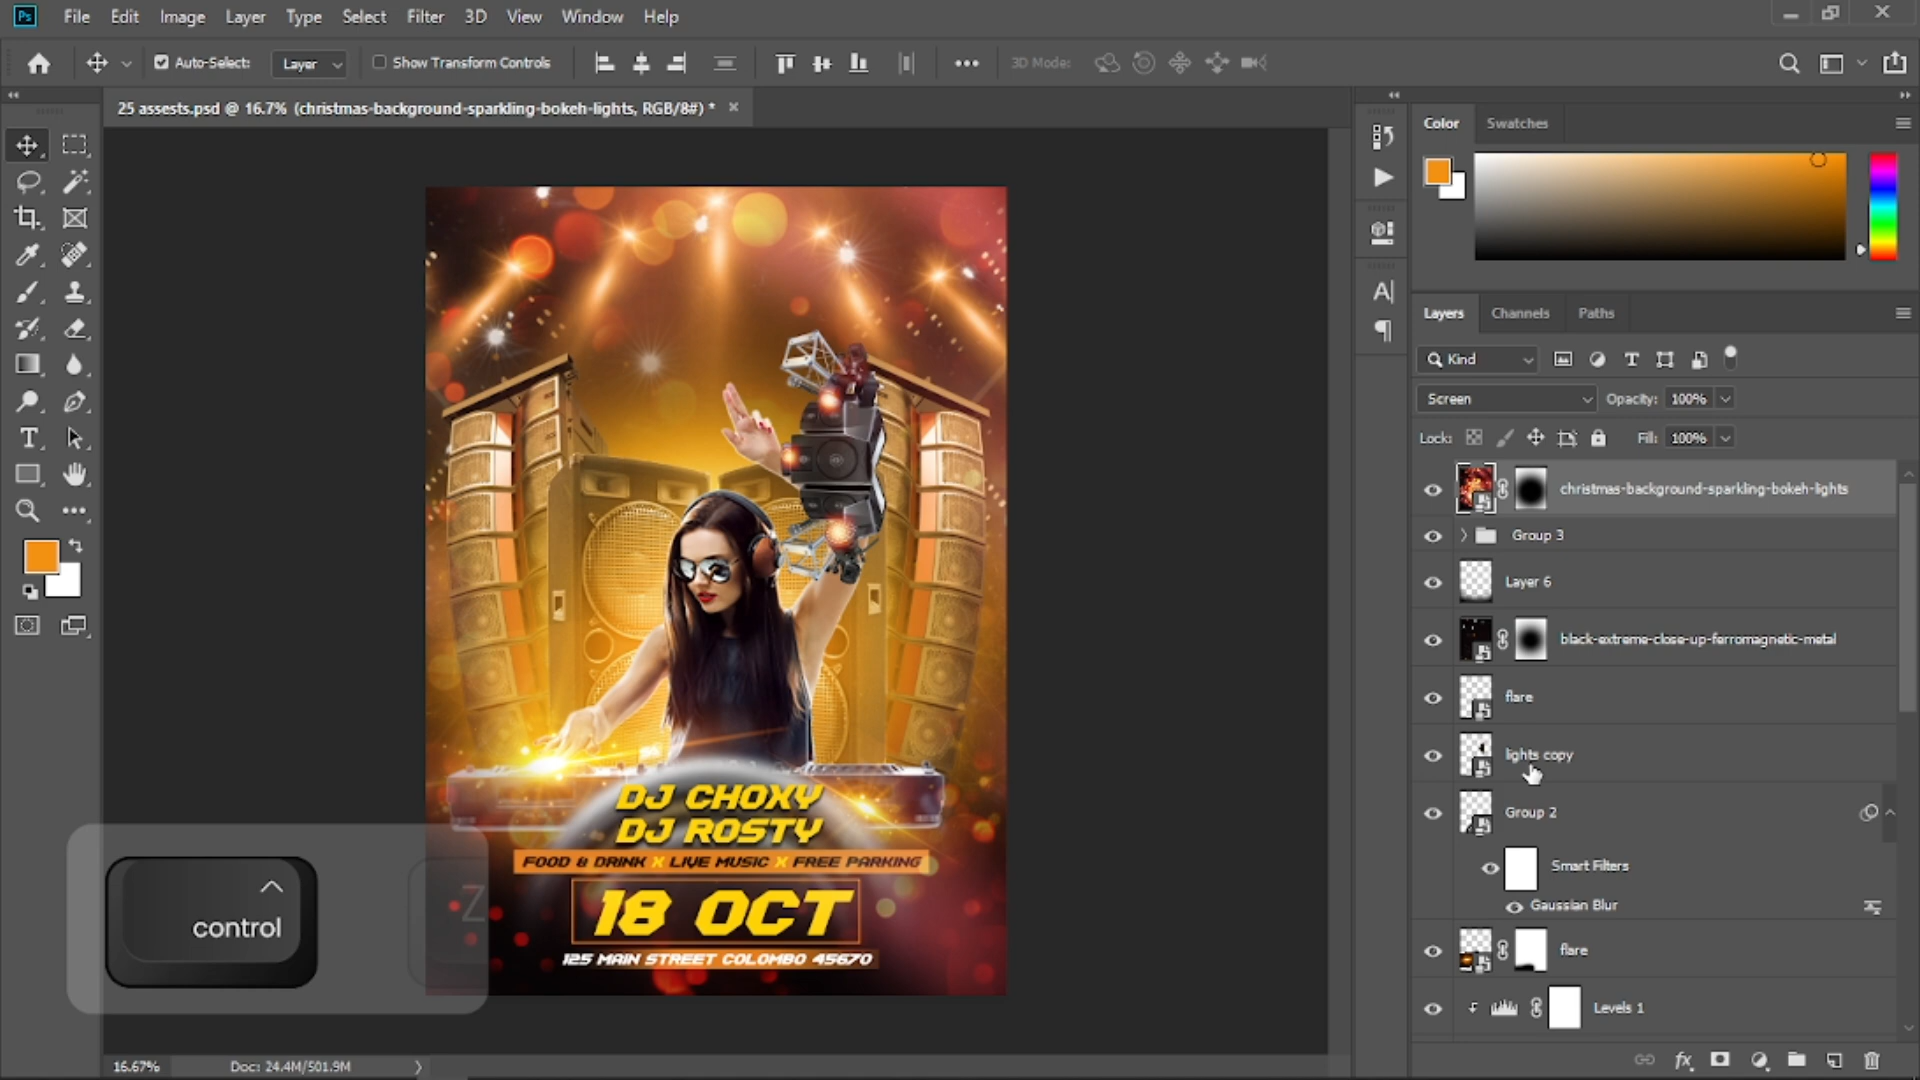 Ps File Edit Image Layer Type Select Filter 3D View Window Help
Auto-Select: Layer Show Transform Controls 3D Mode:
25 assests.psd @ 16.7% (christmas-background-sparkling-bokeh-lights, RGB/8#) *
Color Swatches
Layers Channels Paths
Kind
Screen Opacity: 100%
Lock: Fill: 100%
christmas-background-sparkling-bokeh-lights
Group 3
Layer 6
black-extreme-close-up-ferromagnetic-metal
flare
lights copy
Group 2
Smart Filters
Gaussian Blur
flare
Levels 1
DJ CHOXY
DJ ROSTY
FOOD & DRINK X LIVE MUSIC X FREE PARKING
18 OCT
125 MAIN STREET COLOMBO 45670
control
Z
16.67% Doc: 24.4M/501.9M